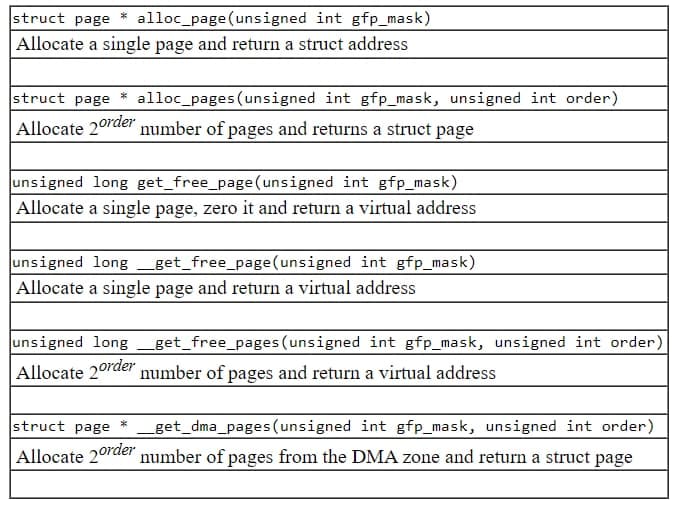 struct page * alloc_page(unsigned int gfp_mask)
Allocate a single page and return a struct address
struct page * alloc_pages(unsigned int gfp_mask, unsigned int order)
Allocate 2^order number of pages and returns a struct page
unsigned long get_free_page(unsigned int gfp_mask)
Allocate a single page, zero it and return a virtual address
unsigned long __get_free_page(unsigned int gfp_mask)
Allocate a single page and return a virtual address
unsigned long __get_free_pages(unsigned int gfp_mask, unsigned int order)
Allocate 2^order number of pages and return a virtual address
struct page * __get_dma_pages(unsigned int gfp_mask, unsigned int order)
Allocate 2^order number of pages from the DMA zone and return a struct page